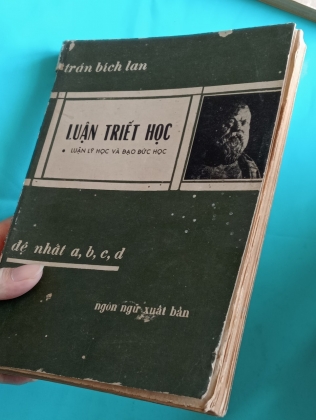 trần bích lan
LUẬN TRIẾT HỌC
• LUẬN LÝ HỌC VÀ ĐẠO ĐỨC HỌC
đệ nhất a, b, c, d
ngôn ngữ xuất bản